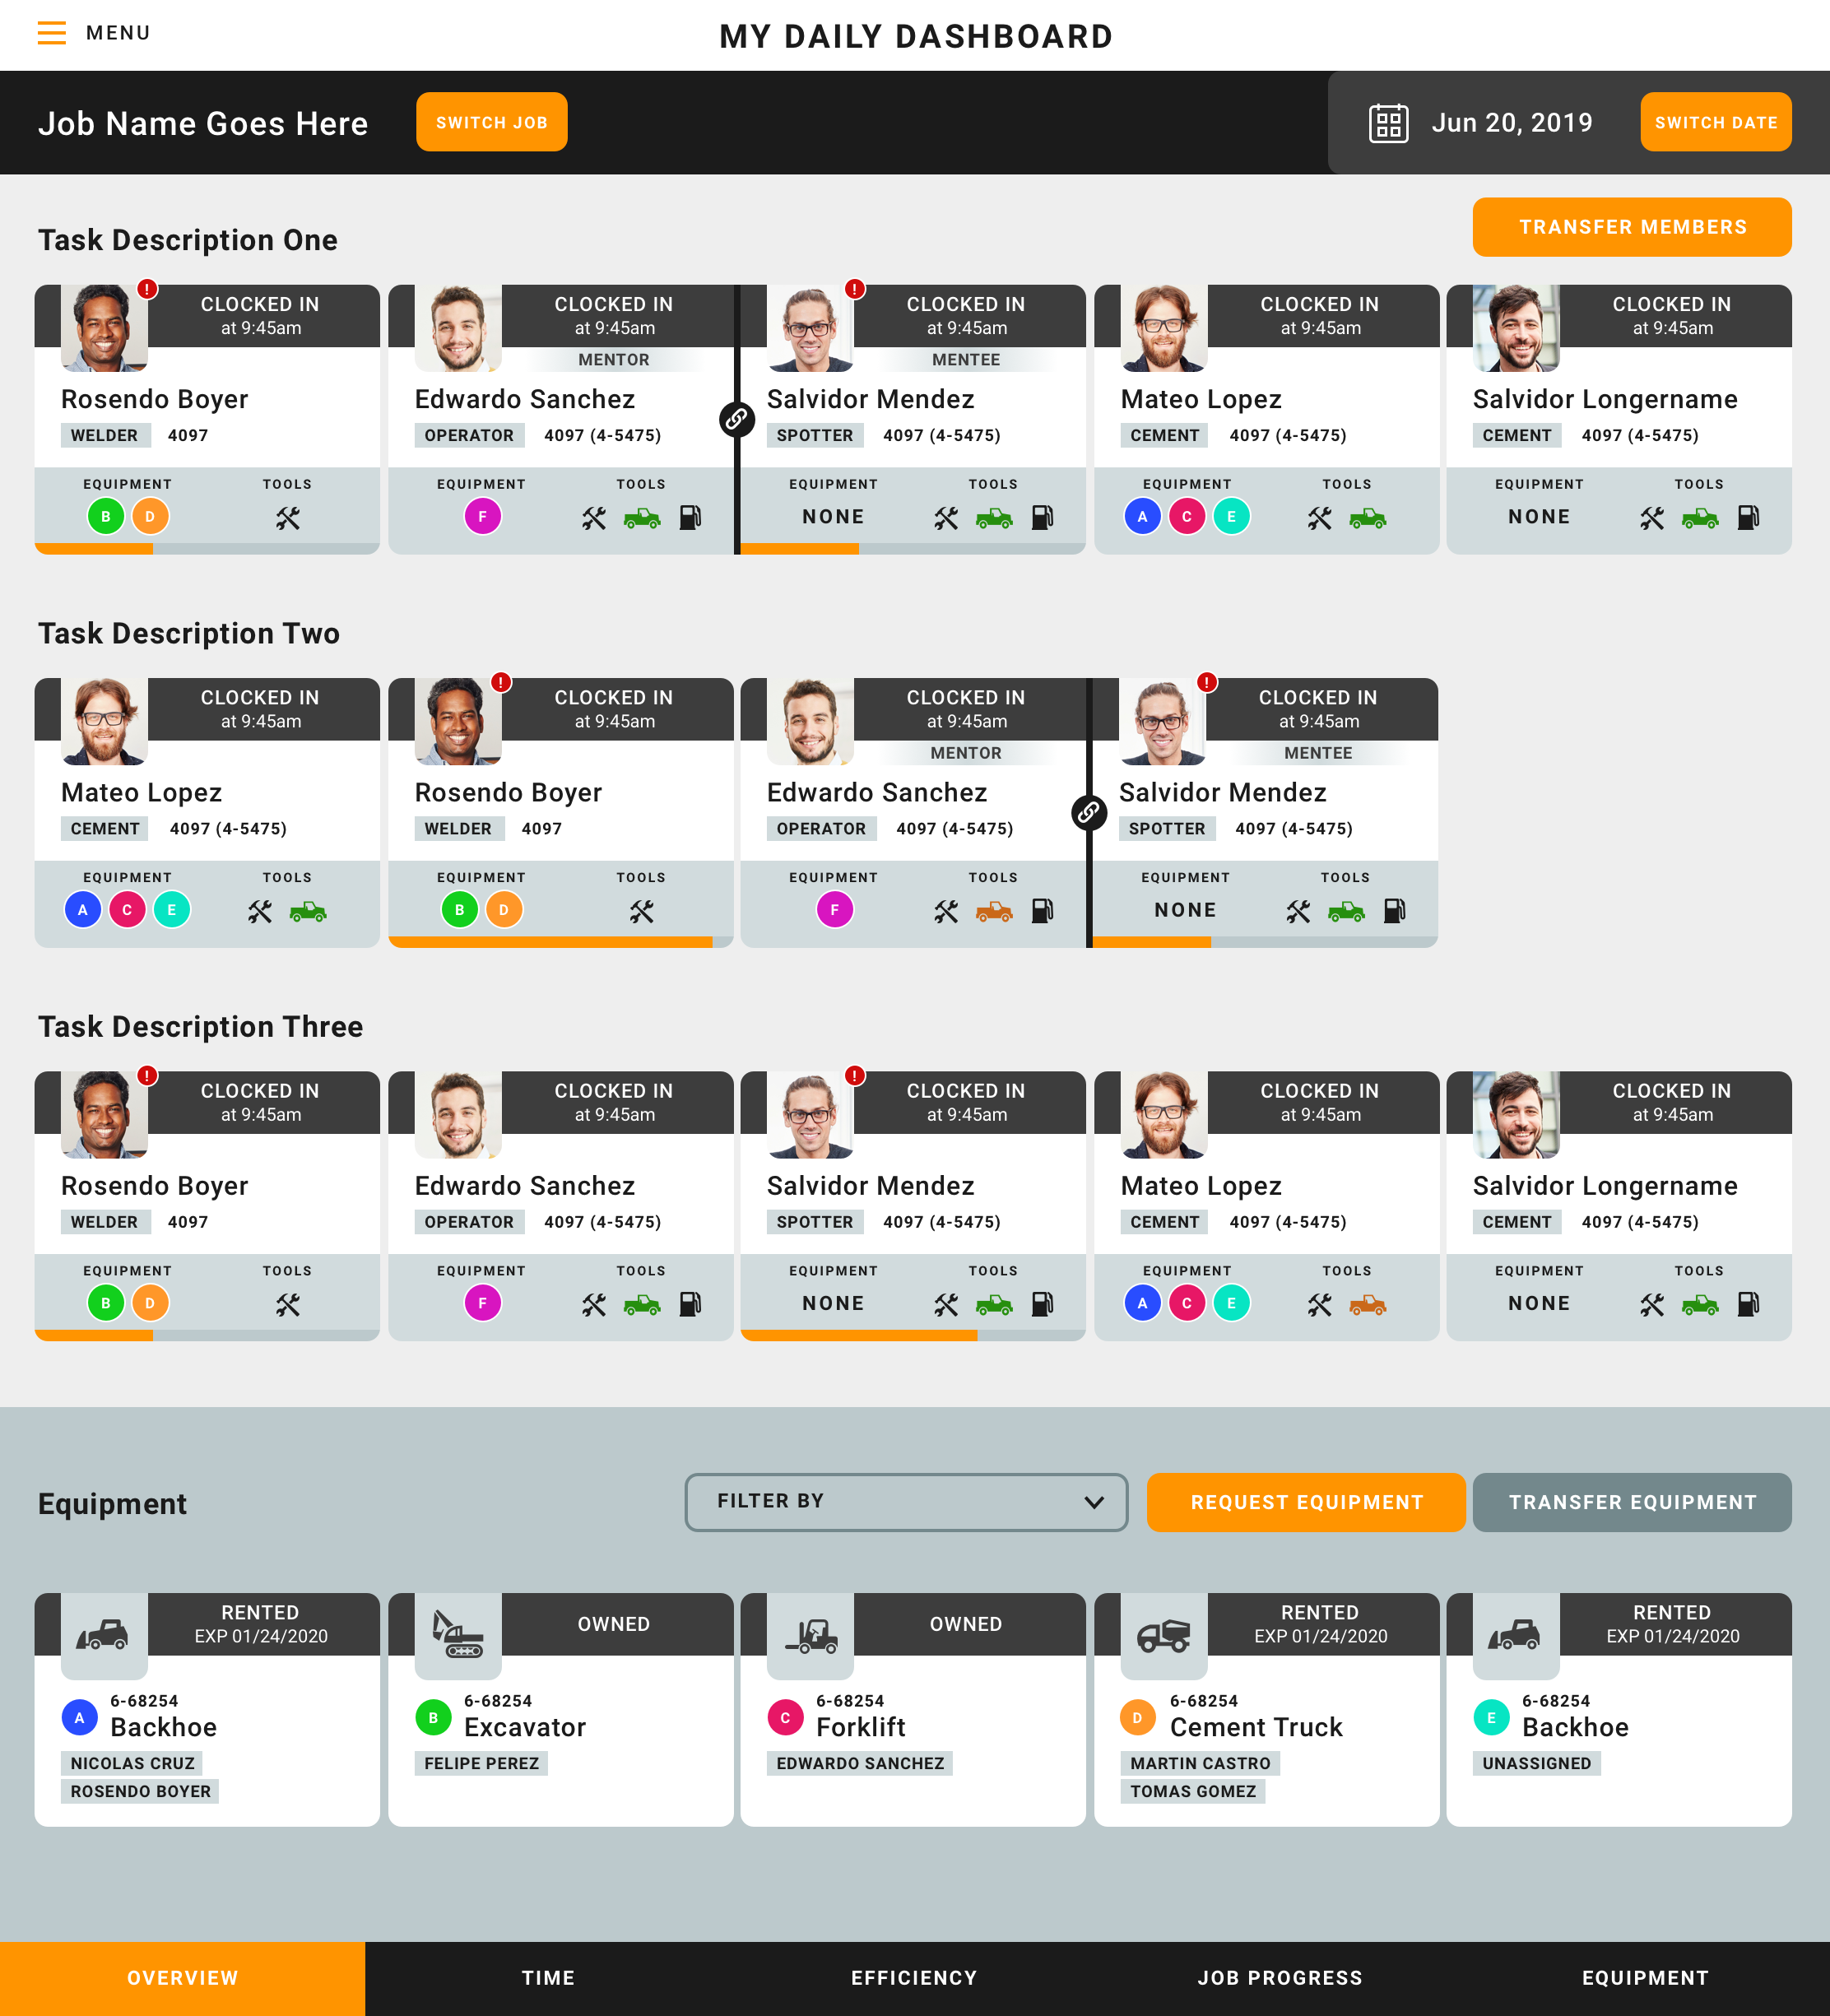 MENU
MY DAILY DASHBOARD
Job Name Goes Here
SWITCH JOB
Jun 20, 2019
SWITCH DATE
Task Description One
TRANSFER MEMBERS
!
CLOCKED IN
at 9:45am
Rosendo Boyer
WELDER 4097
EQUIPMENT TOOLS
B D
CLOCKED IN
at 9:45am
MENTOR
Edwardo Sanchez
OPERATOR 4097 (4-5475)
EQUIPMENT TOOLS
F
!
CLOCKED IN
at 9:45am
MENTEE
Salvidor Mendez
SPOTTER 4097 (4-5475)
EQUIPMENT TOOLS
NONE
CLOCKED IN
at 9:45am
Mateo Lopez
CEMENT 4097 (4-5475)
EQUIPMENT TOOLS
A C E
CLOCKED IN
at 9:45am
Salvidor Longername
CEMENT 4097 (4-5475)
EQUIPMENT TOOLS
NONE
Task Description Two
CLOCKED IN
at 9:45am
Mateo Lopez
CEMENT 4097 (4-5475)
EQUIPMENT TOOLS
A C E
!
CLOCKED IN
at 9:45am
Rosendo Boyer
WELDER 4097
EQUIPMENT TOOLS
B D
CLOCKED IN
at 9:45am
MENTOR
Edwardo Sanchez
OPERATOR 4097 (4-5475)
EQUIPMENT TOOLS
F
!
CLOCKED IN
at 9:45am
MENTEE
Salvidor Mendez
SPOTTER 4097 (4-5475)
EQUIPMENT TOOLS
NONE
Task Description Three
!
CLOCKED IN
at 9:45am
Rosendo Boyer
WELDER 4097
EQUIPMENT TOOLS
B D
CLOCKED IN
at 9:45am
Edwardo Sanchez
OPERATOR 4097 (4-5475)
EQUIPMENT TOOLS
F
!
CLOCKED IN
at 9:45am
Salvidor Mendez
SPOTTER 4097 (4-5475)
EQUIPMENT TOOLS
NONE
CLOCKED IN
at 9:45am
Mateo Lopez
CEMENT 4097 (4-5475)
EQUIPMENT TOOLS
A C E
CLOCKED IN
at 9:45am
Salvidor Longername
CEMENT 4097 (4-5475)
EQUIPMENT TOOLS
NONE
Equipment
FILTER BY
REQUEST EQUIPMENT
TRANSFER EQUIPMENT
RENTED
EXP 01/24/2020
6-68254
A Backhoe
NICOLAS CRUZ
ROSENDO BOYER
OWNED
6-68254
B Excavator
FELIPE PEREZ
OWNED
6-68254
C Forklift
EDWARDO SANCHEZ
RENTED
EXP 01/24/2020
6-68254
D Cement Truck
MARTIN CASTRO
TOMAS GOMEZ
RENTED
EXP 01/24/2020
6-68254
E Backhoe
UNASSIGNED
OVERVIEW
TIME
EFFICIENCY
JOB PROGRESS
EQUIPMENT